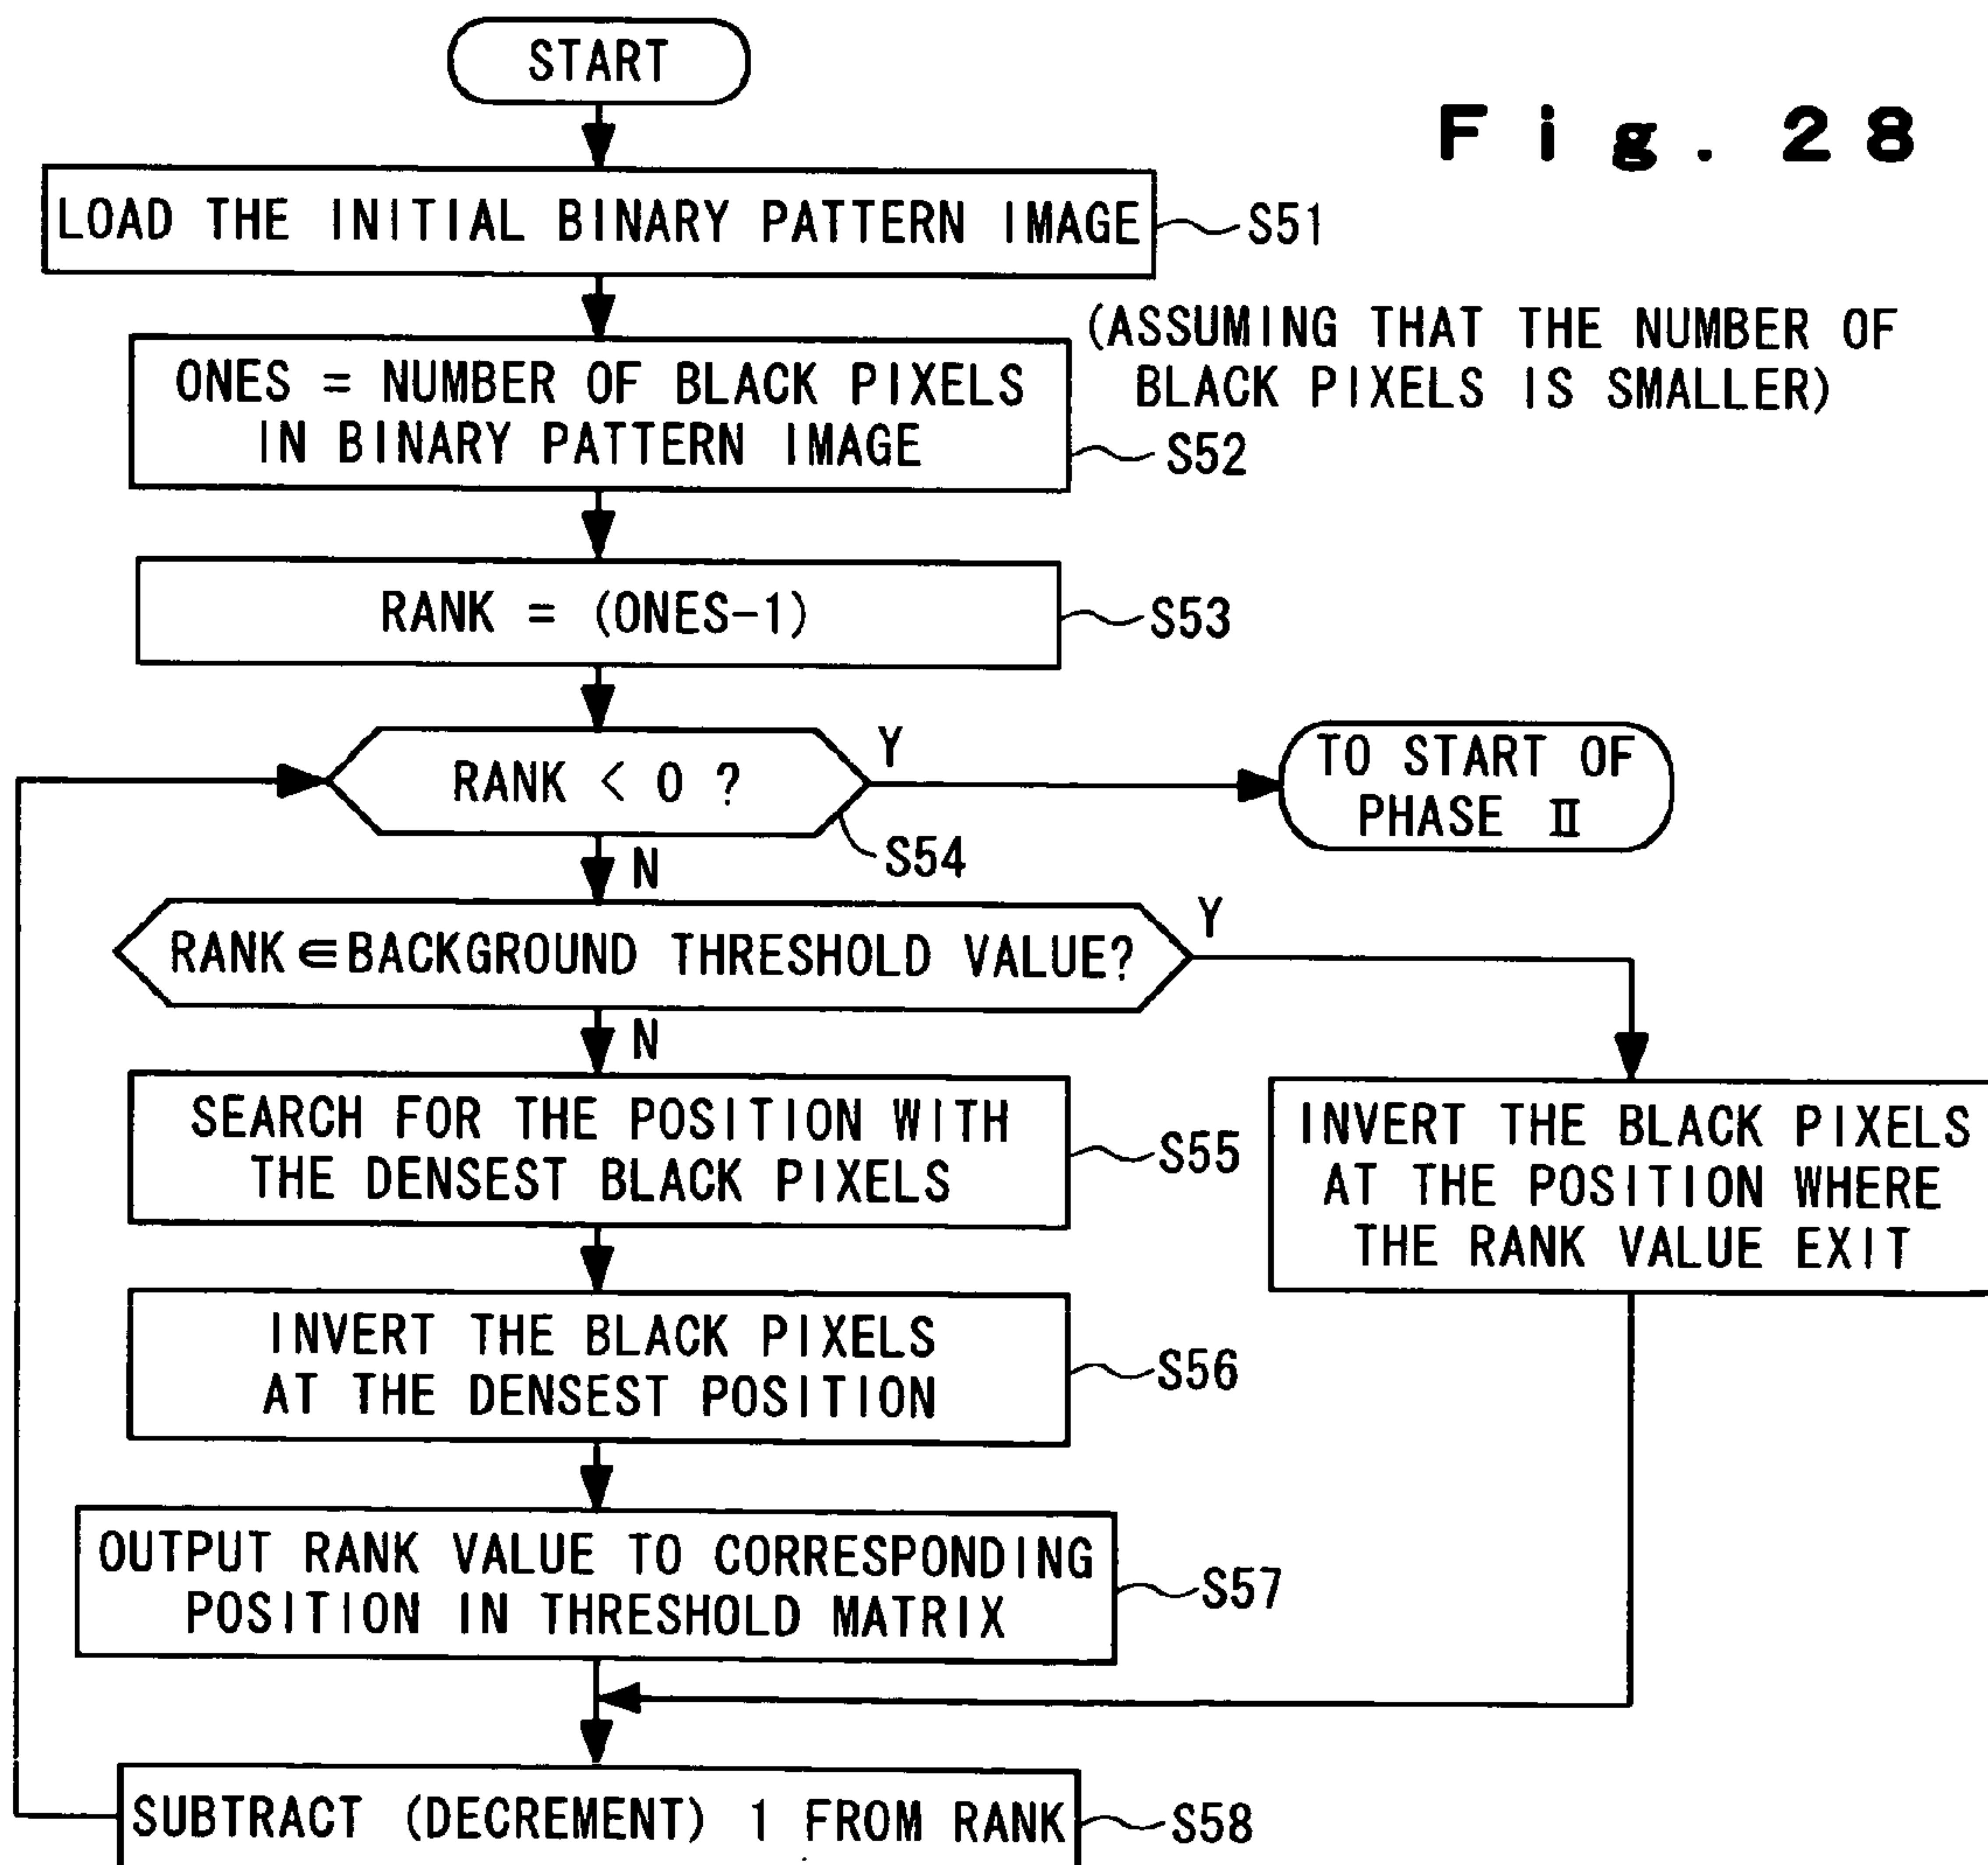 START
Fig. 28
LOAD THE INITIAL BINARY PATTERN IMAGE
S51
(ASSUMING THAT THE NUMBER OF
BLACK PIXELS IS SMALLER)
ONES = NUMBER OF BLACK PIXELS
IN BINARY PATTERN IMAGE
S52
RANK = (ONES-1)
S53
RANK < 0 ?
Y
TO START OF
PHASE Ⅱ
S54
N
RANK∈BACKGROUND THRESHOLD VALUE?
Y
N
SEARCH FOR THE POSITION WITH
THE DENSEST BLACK PIXELS
S55
INVERT THE BLACK PIXELS
AT THE POSITION WHERE
THE RANK VALUE EXIT
INVERT THE BLACK PIXELS
AT THE DENSEST POSITION
S56
OUTPUT RANK VALUE TO CORRESPONDING
POSITION IN THRESHOLD MATRIX
S57
SUBTRACT (DECREMENT) 1 FROM RANK
S58